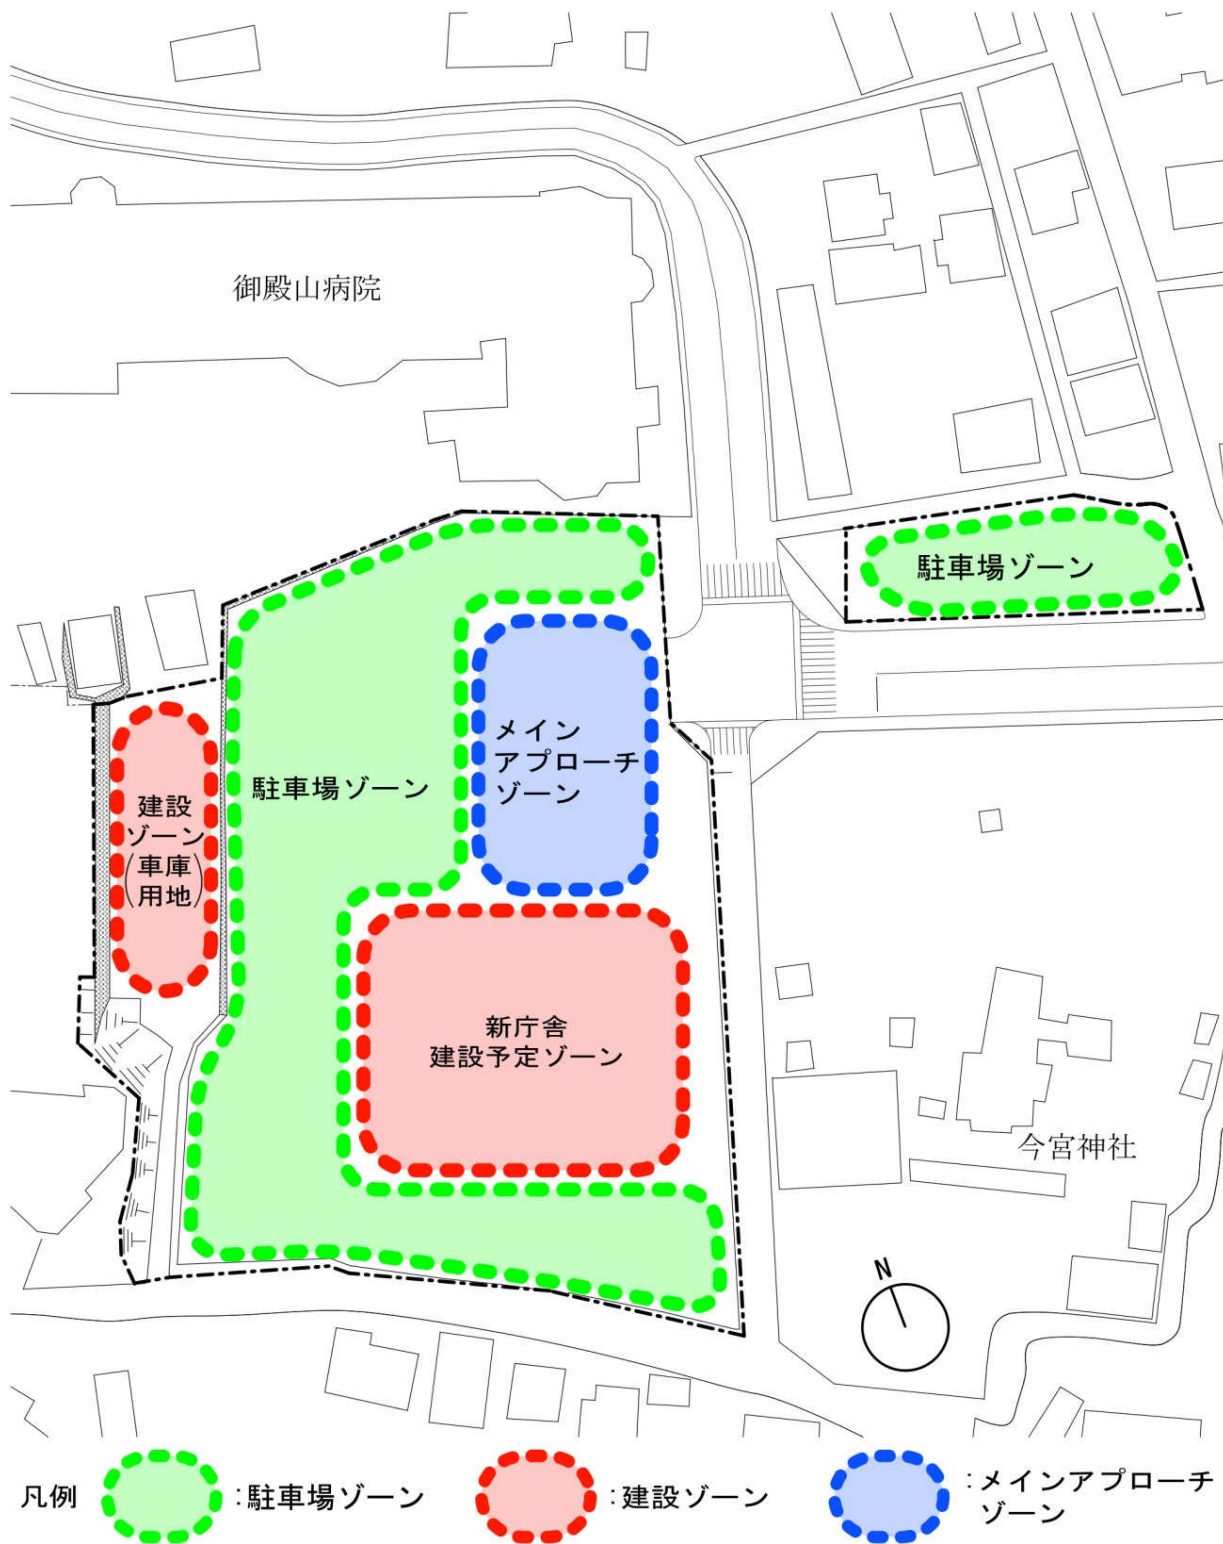 御殿山病院
駐車場ゾーン
メイン
アプローチ
ゾーン
駐車場ゾーン
建設
ゾーン
(車庫
用地)
新庁舎
建設予定ゾーン
今宮神社
N
凡例
:駐車場ゾーン
:建設ゾーン
:メインアプローチ
ゾーン